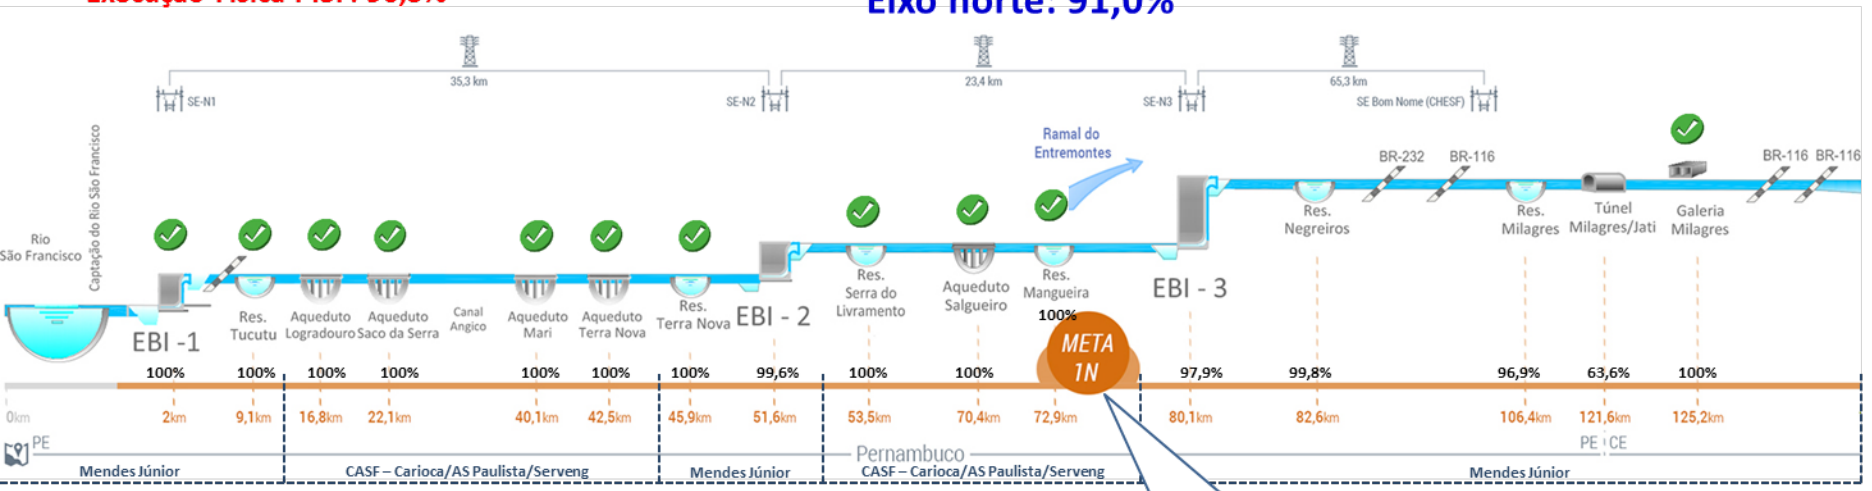 Eixo norte: 91,0%
35,3 km
23,4 km
65,3 km
SE-N1
SE-N2
SE-N3
SE Bom Nome (CHESF)
Captação do Rio São Francisco
Rio
São Francisco
Ramal do
Entremontes
BR-232
BR-116
BR-116
BR-116
EBI -1
Res.
Tucutu
Aqueduto
Logradouro
Aqueduto
Saco da Serra
Canal
Angico
Aqueduto
Mari
Aqueduto
Terra Nova
Res.
Terra Nova
EBI - 2
Res.
Serra do
Livramento
Aqueduto
Salgueiro
Res.
Mangueira
100%
EBI - 3
Res.
Negreiros
Res.
Milagres
Túnel
Milagres/Jati
Galeria
Milagres
META
1N
100% 100% 100% 100% 100% 100% 100% 99,6% 100% 100% 97,9% 99,8% 96,9% 63,6% 100%
0km 2km 9,1km 16,8km 22,1km 40,1km 42,5km 45,9km 51,6km 53,5km 70,4km 72,9km 80,1km 82,6km 106,4km 121,6km 125,2km
PE
Pernambuco
PE CE
Mendes Júnior
CASF – Carioca/AS Paulista/Serveng
Mendes Júnior
CASF – Carioca/AS Paulista/Serveng
Mendes Júnior